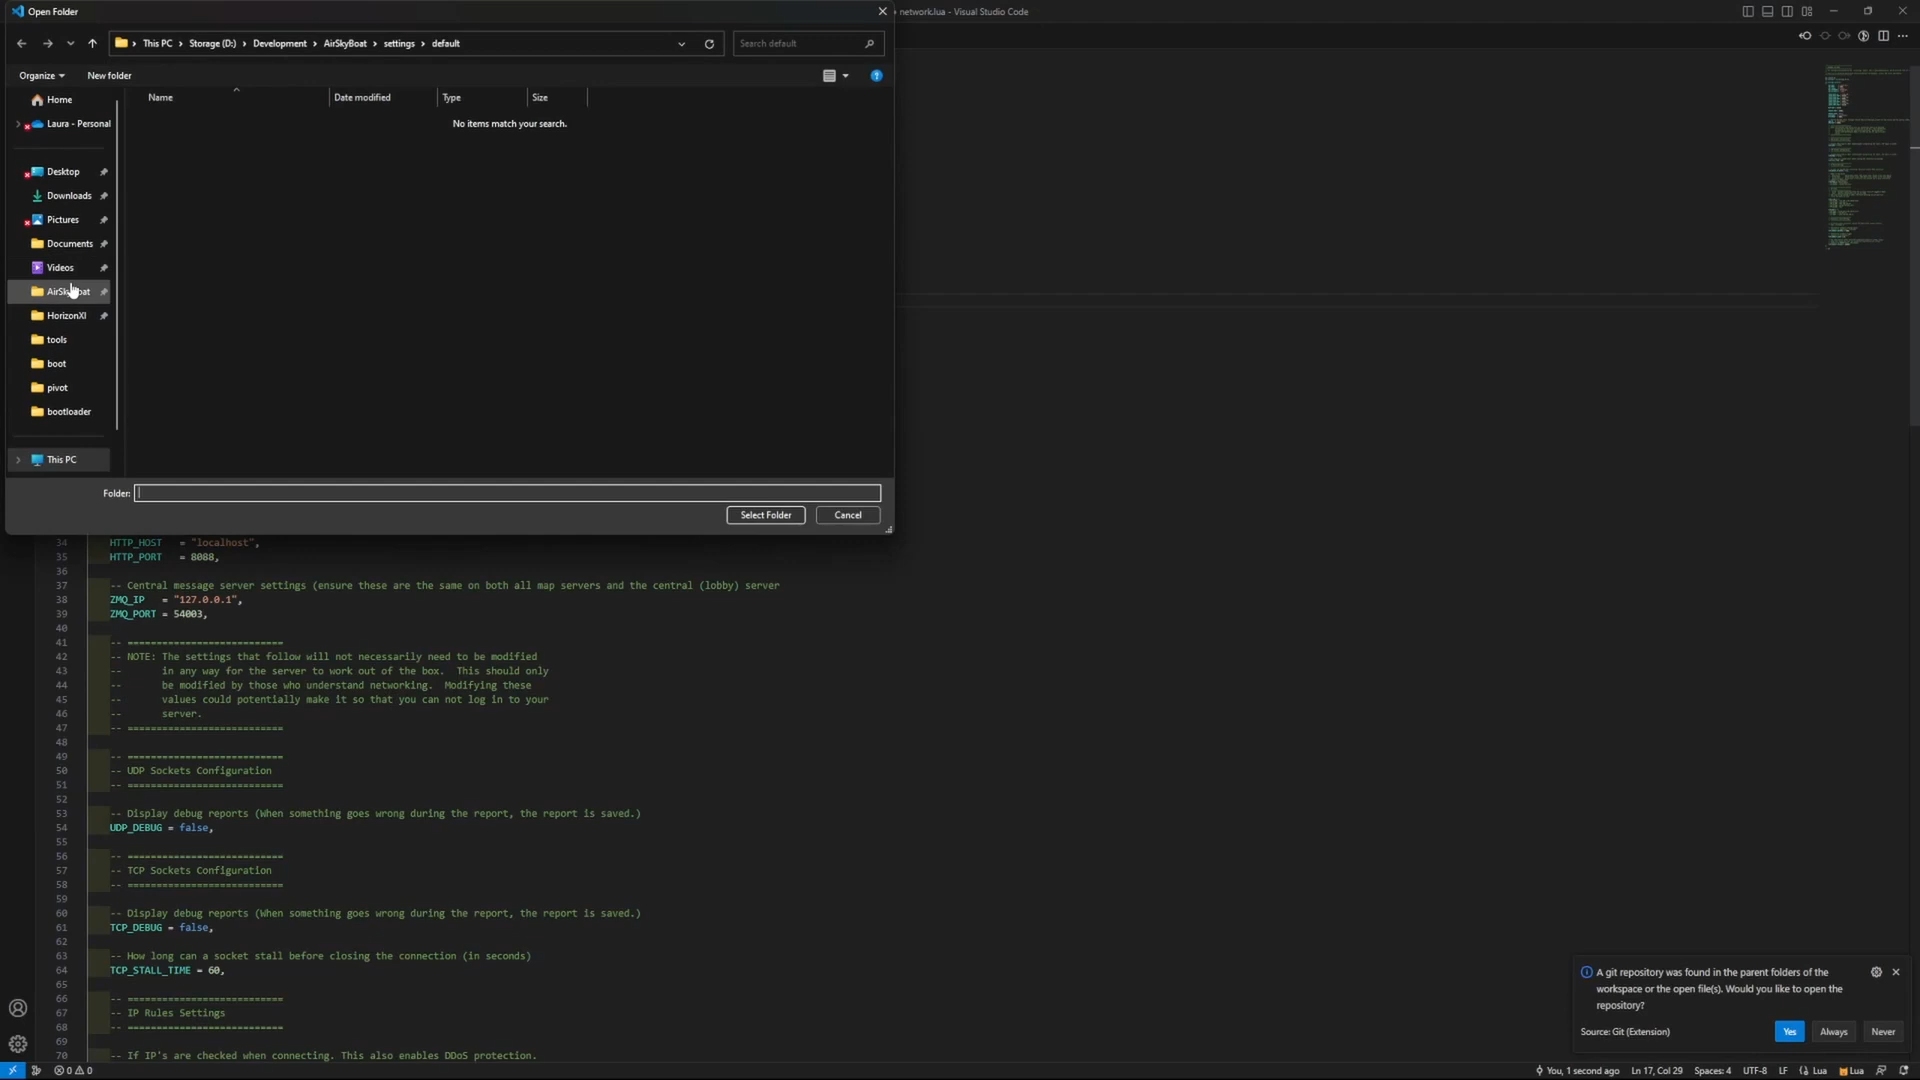 Open Folder
network.lua - Visual Studio Code
This PC > Storage (D:) > Development > AirSkyBoat > settings > default
Search default
Organize
New folder
Name
Date modified
Type
Size
No items match your search.
Home
Laura - Personal
Desktop
Downloads
Pictures
Documents
Videos
AirSkyBoat
HorizonXI
tools
boot
pivot
bootloader
This PC
Folder:
Select Folder
Cancel
34 HTTP_HOST = "localhost",
35 HTTP_PORT = 8088,
36
37 -- Central message server settings (ensure these are the same on both all map servers and the central (lobby) server
38 ZMQ_IP = "127.0.0.1",
39 ZMQ_PORT = 54003,
40
41 -- ===========================
42 -- NOTE: The settings that follow will not necessarily need to be modified
43 -- in any way for the server to work out of the box. This should only
44 -- be modified by those who understand networking. Modifying these
45 -- values could potentially make it so that you can not log in to your
46 -- server.
47 -- ===========================
48
49 -- ===========================
50 -- UDP Sockets Configuration
51 -- ===========================
52
53 -- Display debug reports (When something goes wrong during the report, the report is saved.)
54 UDP_DEBUG = false,
55
56 -- ===========================
57 -- TCP Sockets Configuration
58 -- ===========================
59
60 -- Display debug reports (When something goes wrong during the report, the report is saved.)
61 TCP_DEBUG = false,
62
63 -- How long can a socket stall before closing the connection (in seconds)
64 TCP_STALL_TIME = 60,
65
66 -- ===========================
67 -- IP Rules Settings
68 -- ===========================
69
70 -- If IP's are checked when connecting. This also enables DDoS protection.
A git repository was found in the parent folders of the
workspace or the open file(s). Would you like to open the
repository?
Source: Git (Extension)
Yes
Always
Never
0 0
You, 1 second ago
Ln 17, Col 29
Spaces: 4
UTF-8
LF
Lua
Lua